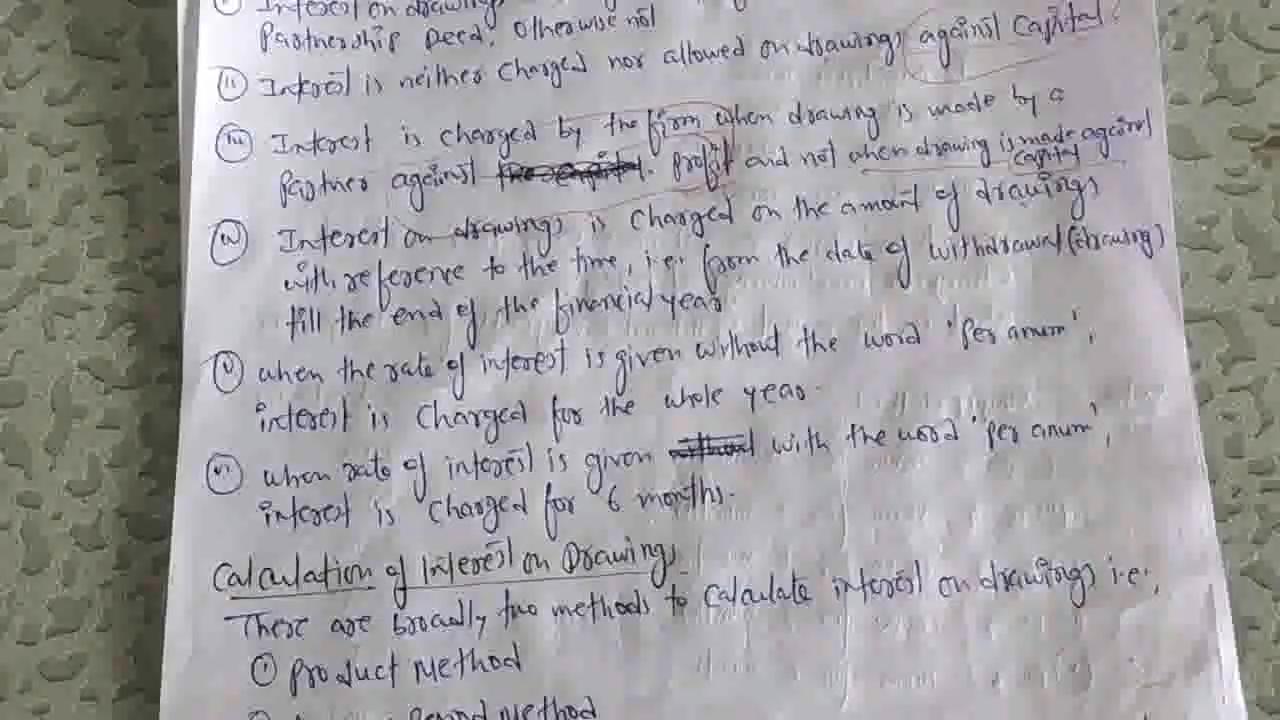 (i) Interest on drawings
Partnership Deed. Otherwise not
(ii) Interest is neither charged nor allowed on drawings against capital.
(iii) Interest is charged by the firm when drawing is made by a
partner against profit and not when drawing is made against
capital
(iv) Interest on drawings is charged on the amount of drawings
with reference to the time, i.e. from the date of withdrawal (drawing)
till the end of the financial year
(v) when the rate of interest is given without the word 'Per anum',
interest is charged for the whole year.
(vi) when rate of interest is given with the word 'per anum',
interest is charged for 6 months.
Calculation of Interest on Drawings
There are broadly two methods to calculate interest on drawings i.e.,
(1) Product Method
Period Method